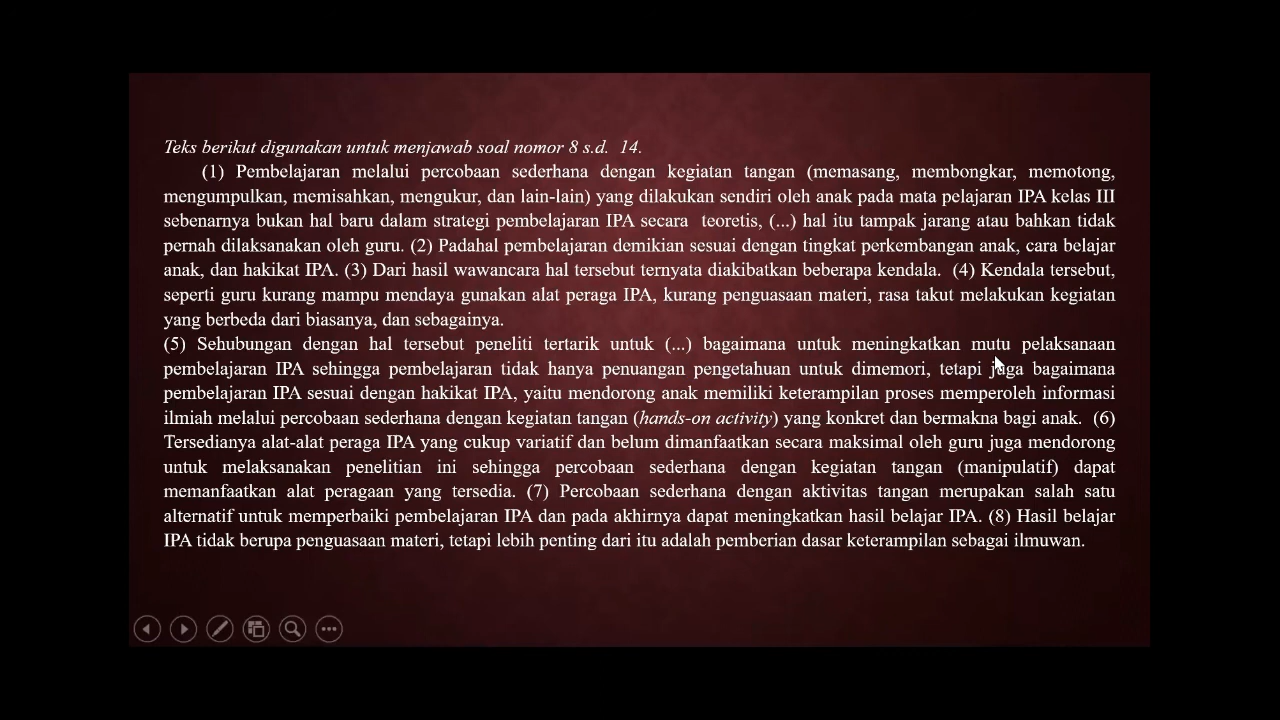 Teks berikut digunakan untuk menjawab soal nomor 8 s.d. 14.
(1) Pembelajaran melalui percobaan sederhana dengan kegiatan tangan (memasang, membongkar, memotong,
mengumpulkan, memisahkan, mengukur, dan lain-lain) yang dilakukan sendiri oleh anak pada mata pelajaran IPA kelas III
sebenarnya bukan hal baru dalam strategi pembelajaran IPA secara teoretis, (...) hal itu tampak jarang atau bahkan tidak
pernah dilaksanakan oleh guru. (2) Padahal pembelajaran demikian sesuai dengan tingkat perkembangan anak, cara belajar
anak, dan hakikat IPA. (3) Dari hasil wawancara hal tersebut ternyata diakibatkan beberapa kendala. (4) Kendala tersebut,
seperti guru kurang mampu mendaya gunakan alat peraga IPA, kurang penguasaan materi, rasa takut melakukan kegiatan
yang berbeda dari biasanya, dan sebagainya.
(5) Sehubungan dengan hal tersebut peneliti tertarik untuk (...) bagaimana untuk meningkatkan mutu pelaksanaan
pembelajaran IPA sehingga pembelajaran tidak hanya penuangan pengetahuan untuk dimemori, tetapi juga bagaimana
pembelajaran IPA sesuai dengan hakikat IPA, yaitu mendorong anak memiliki keterampilan proses memperoleh informasi
ilmiah melalui percobaan sederhana dengan kegiatan tangan (hands-on activity) yang konkret dan bermakna bagi anak. (6)
Tersedianya alat-alat peraga IPA yang cukup variatif dan belum dimanfaatkan secara maksimal oleh guru juga mendorong
untuk melaksanakan penelitian ini sehingga percobaan sederhana dengan kegiatan tangan (manipulatif) dapat
memanfaatkan alat peragaan yang tersedia. (7) Percobaan sederhana dengan aktivitas tangan merupakan salah satu
alternatif untuk memperbaiki pembelajaran IPA dan pada akhirnya dapat meningkatkan hasil belajar IPA. (8) Hasil belajar
IPA tidak berupa penguasaan materi, tetapi lebih penting dari itu adalah pemberian dasar keterampilan sebagai ilmuwan.